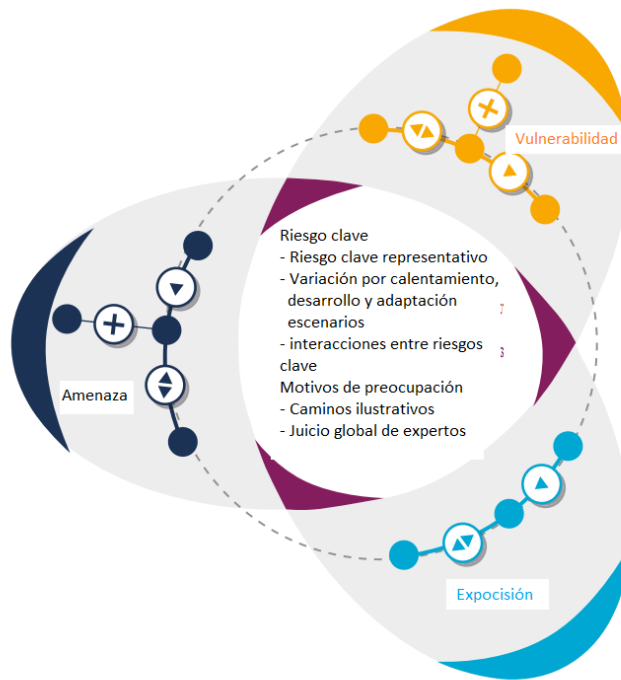 Vulnerabilidad
Riesgo clave
- Riesgo clave representativo
- Variación por calentamiento,
desarrollo y adaptación
escenarios
- interacciones entre riesgos
clave
Motivos de preocupación
- Caminos ilustrativos
- Juicio global de expertos
Amenaza
Expocisión